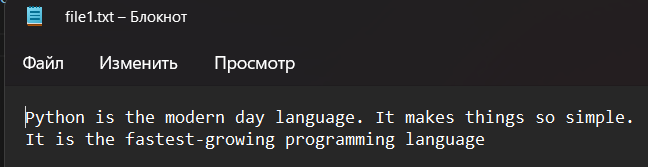 file1.txt – Блокнот
Файл Изменить Просмотр
Python is the modern day language. It makes things so simple.
It is the fastest-growing programming language